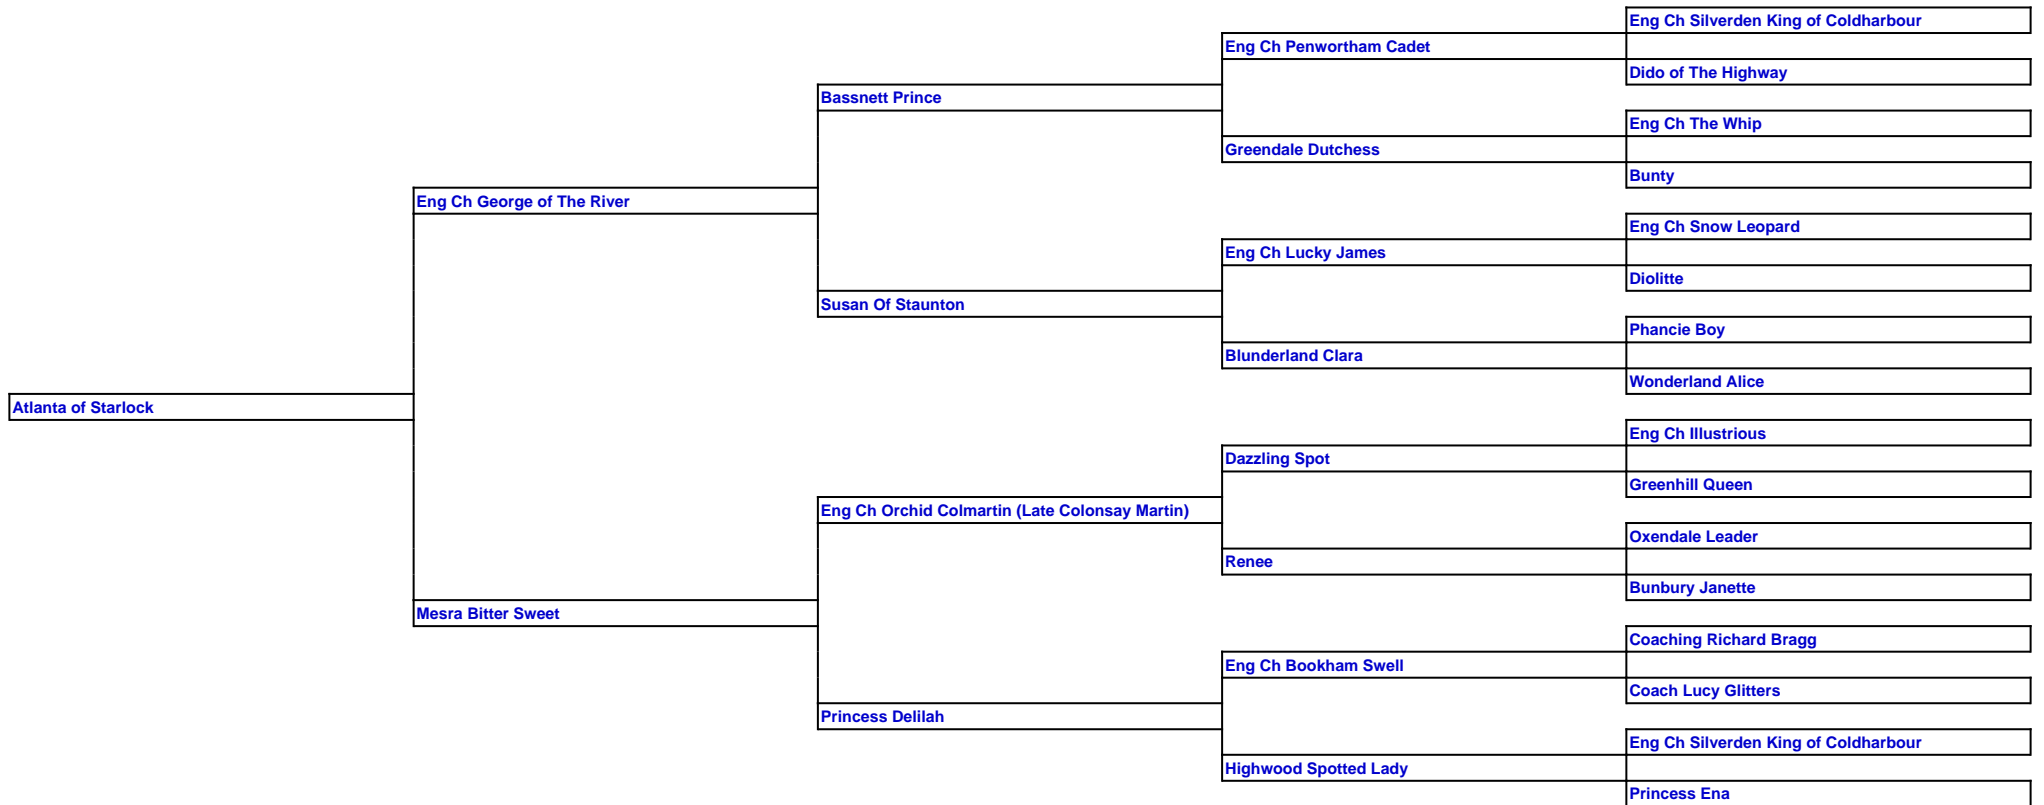 Eng Ch Silverden King of Coldharbour
Eng Ch Penwortham Cadet
Dido of The Highway
Bassnett Prince
Eng Ch The Whip
Greendale Dutchess
Bunty
Eng Ch George of The River
Eng Ch Snow Leopard
Eng Ch Lucky James
Diolitte
Susan Of Staunton
Phancie Boy
Blunderland Clara
Wonderland Alice
Atlanta of Starlock
Eng Ch Illustrious
Dazzling Spot
Greenhill Queen
Eng Ch Orchid Colmartin (Late Colonsay Martin)
Oxendale Leader
Renee
Bunbury Janette
Mesra Bitter Sweet
Coaching Richard Bragg
Eng Ch Bookham Swell
Coach Lucy Glitters
Princess Delilah
Eng Ch Silverden King of Coldharbour
Highwood Spotted Lady
Princess Ena